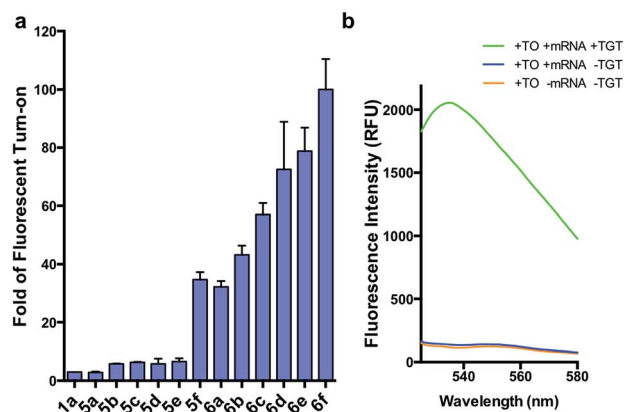 a
Fold of Fluorescent Turn-on
120
100
80
60
40
20
0
1a 5a 5b 5c 5d 5e 5f 6a 6b 6c 6d 6e 6f
b
+TO +mRNA +TGT
+TO +mRNA -TGT
+TO -mRNA -TGT
Fluorescence Intensity (RFU)
2000
1500
1000
500
0
540 560 580
Wavelength (nm)